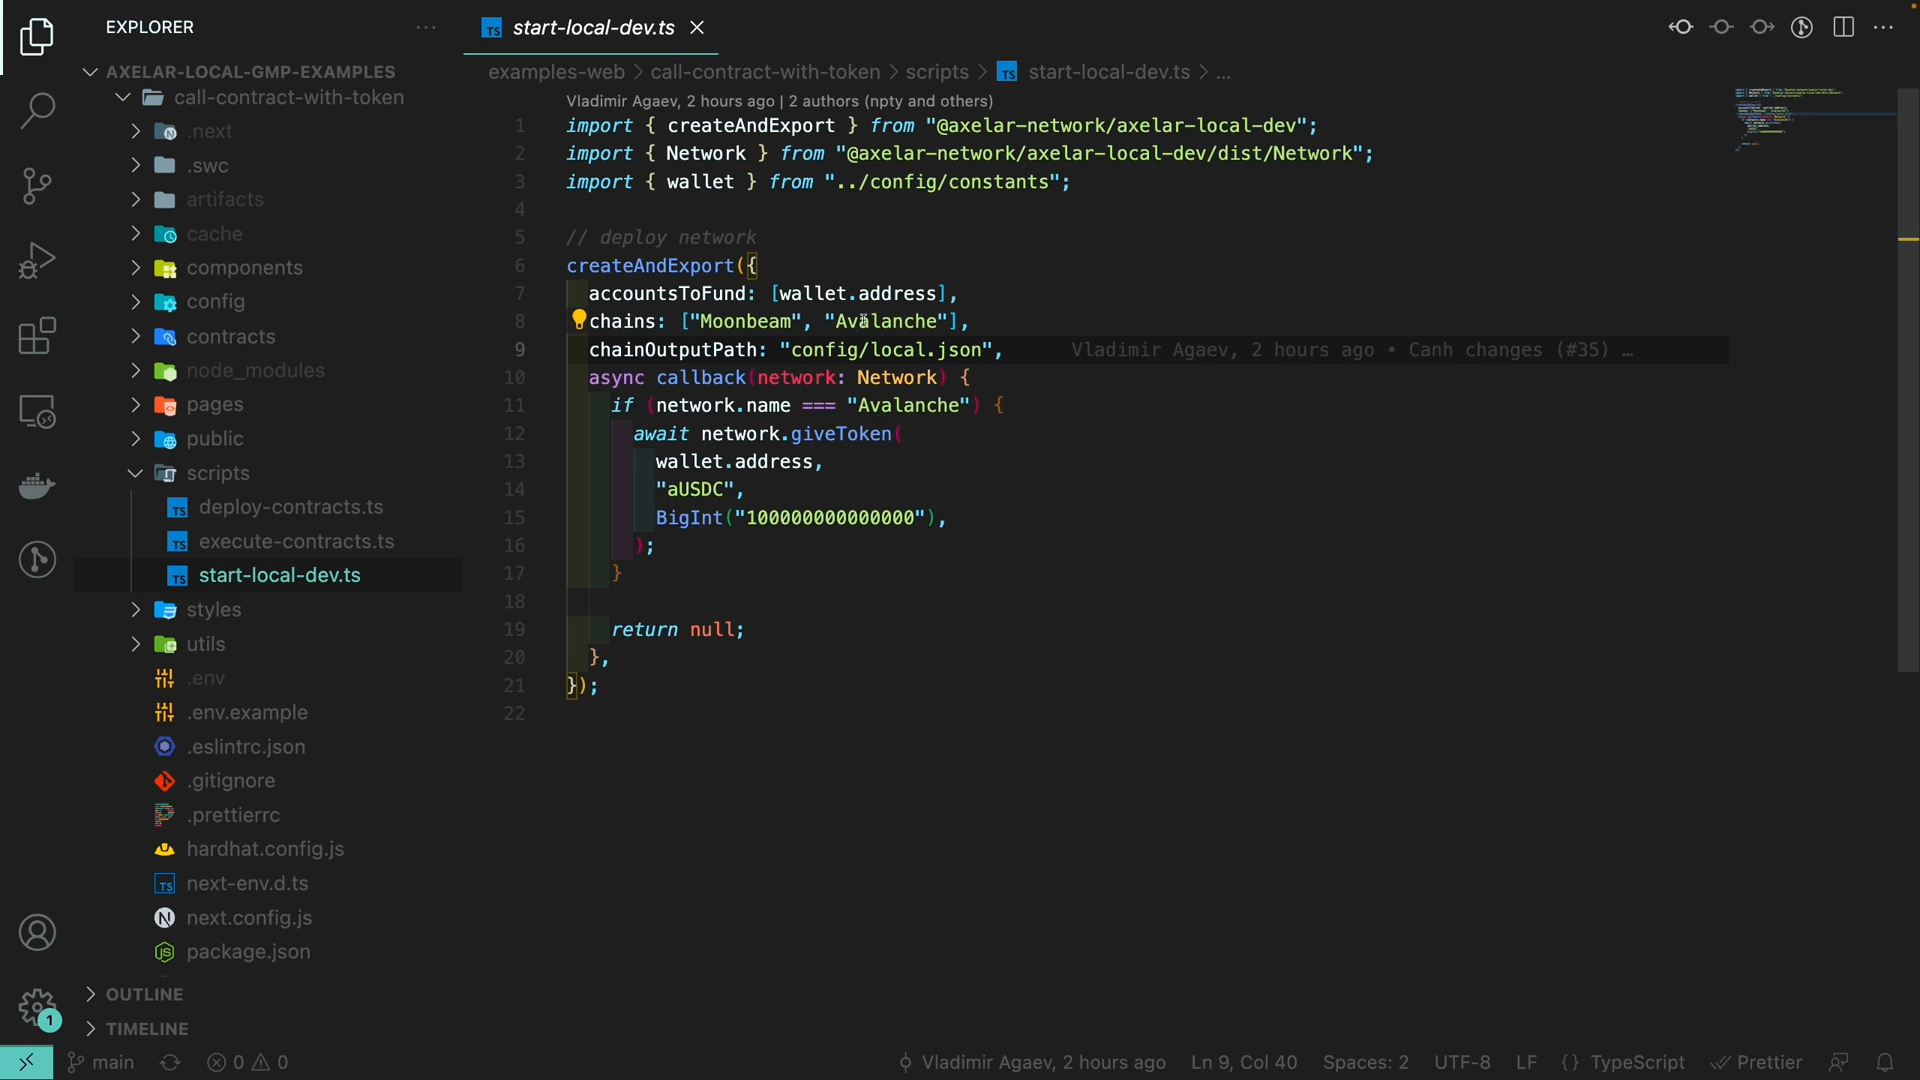 EXPLORER
AXELAR-LOCAL-GMP-EXAMPLES
call-contract-with-token
.next
.swc
artifacts
cache
components
config
contracts
node_modules
pages
public
scripts
deploy-contracts.ts
execute-contracts.ts
start-local-dev.ts
styles
utils
.env
.env.example
.eslintrc.json
.gitignore
.prettierrc
hardhat.config.js
next-env.d.ts
next.config.js
package.json
OUTLINE
TIMELINE
start-local-dev.ts
examples-web > call-contract-with-token > scripts > TS start-local-dev.ts > ...
Vladimir Agaev, 2 hours ago | 2 authors (npty and others)
1 import { createAndExport } from "@axelar-network/axelar-local-dev";
2 import { Network } from "@axelar-network/axelar-local-dev/dist/Network";
3 import { wallet } from "../config/constants";
4
5 // deploy network
6 createAndExport({
7 accountsToFund: [wallet.address],
8 chains: ["Moonbeam", "Avalanche"],
9 chainOutputPath: "config/local.json", Vladimir Agaev, 2 hours ago • Canh changes (#35) …
10 async callback(network: Network) {
11 if (network.name === "Avalanche") {
12 await network.giveToken(
13 wallet.address,
14 "aUSDC",
15 BigInt("100000000000000"),
16 );
17 }
18
19 return null;
20 },
21 });
22
1
main 0 0 Vladimir Agaev, 2 hours ago Ln 9, Col 40 Spaces: 2 UTF-8 LF {} TypeScript Prettier